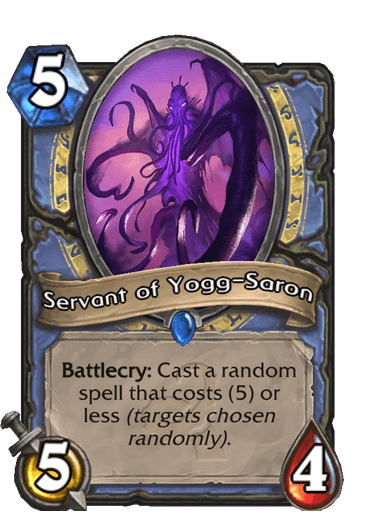 5
Servant of Yogg-Saron
Battlecry: Cast a random
spell that costs (5) or
less (targets chosen
randomly).
5
4